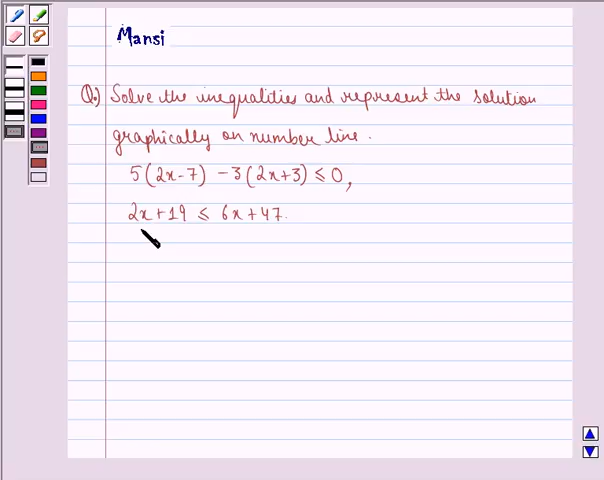 Mansi
Q.) Solve the inequalities and represent the solution
graphically on number line.
5(2x-7) -3(2x+3) ≤ 0,
2x+19 ≤ 6x+47.